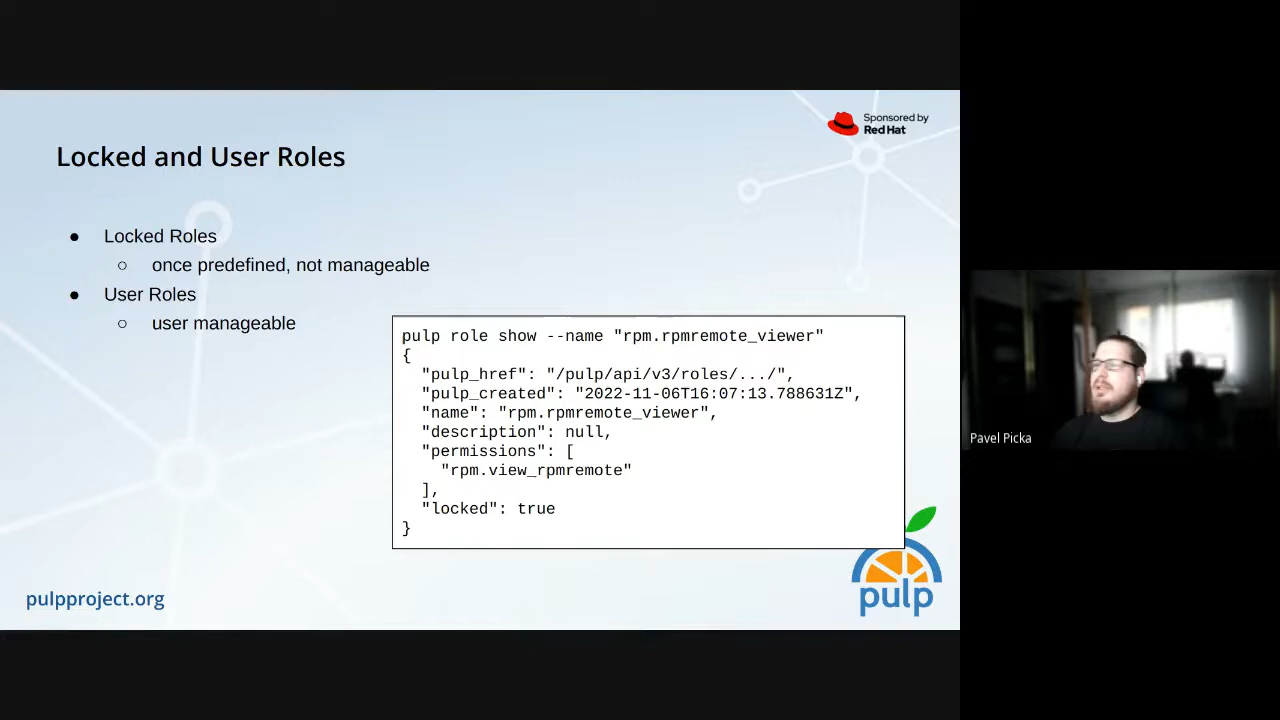 Sponsored by
Red Hat
Locked and User Roles
● Locked Roles
○ once predefined, not manageable
● User Roles
○ user manageable
pulp role show --name "rpm.rpmremote_viewer"
{
  "pulp_href": "/pulp/api/v3/roles/.../",
  "pulp_created": "2022-11-06T16:07:13.788631Z",
  "name": "rpm.rpmremote_viewer",
  "description": null,
  "permissions": [
    "rpm.view_rpmremote"
  ],
  "locked": true
}
pulpproject.org
pulp
Pavel Picka